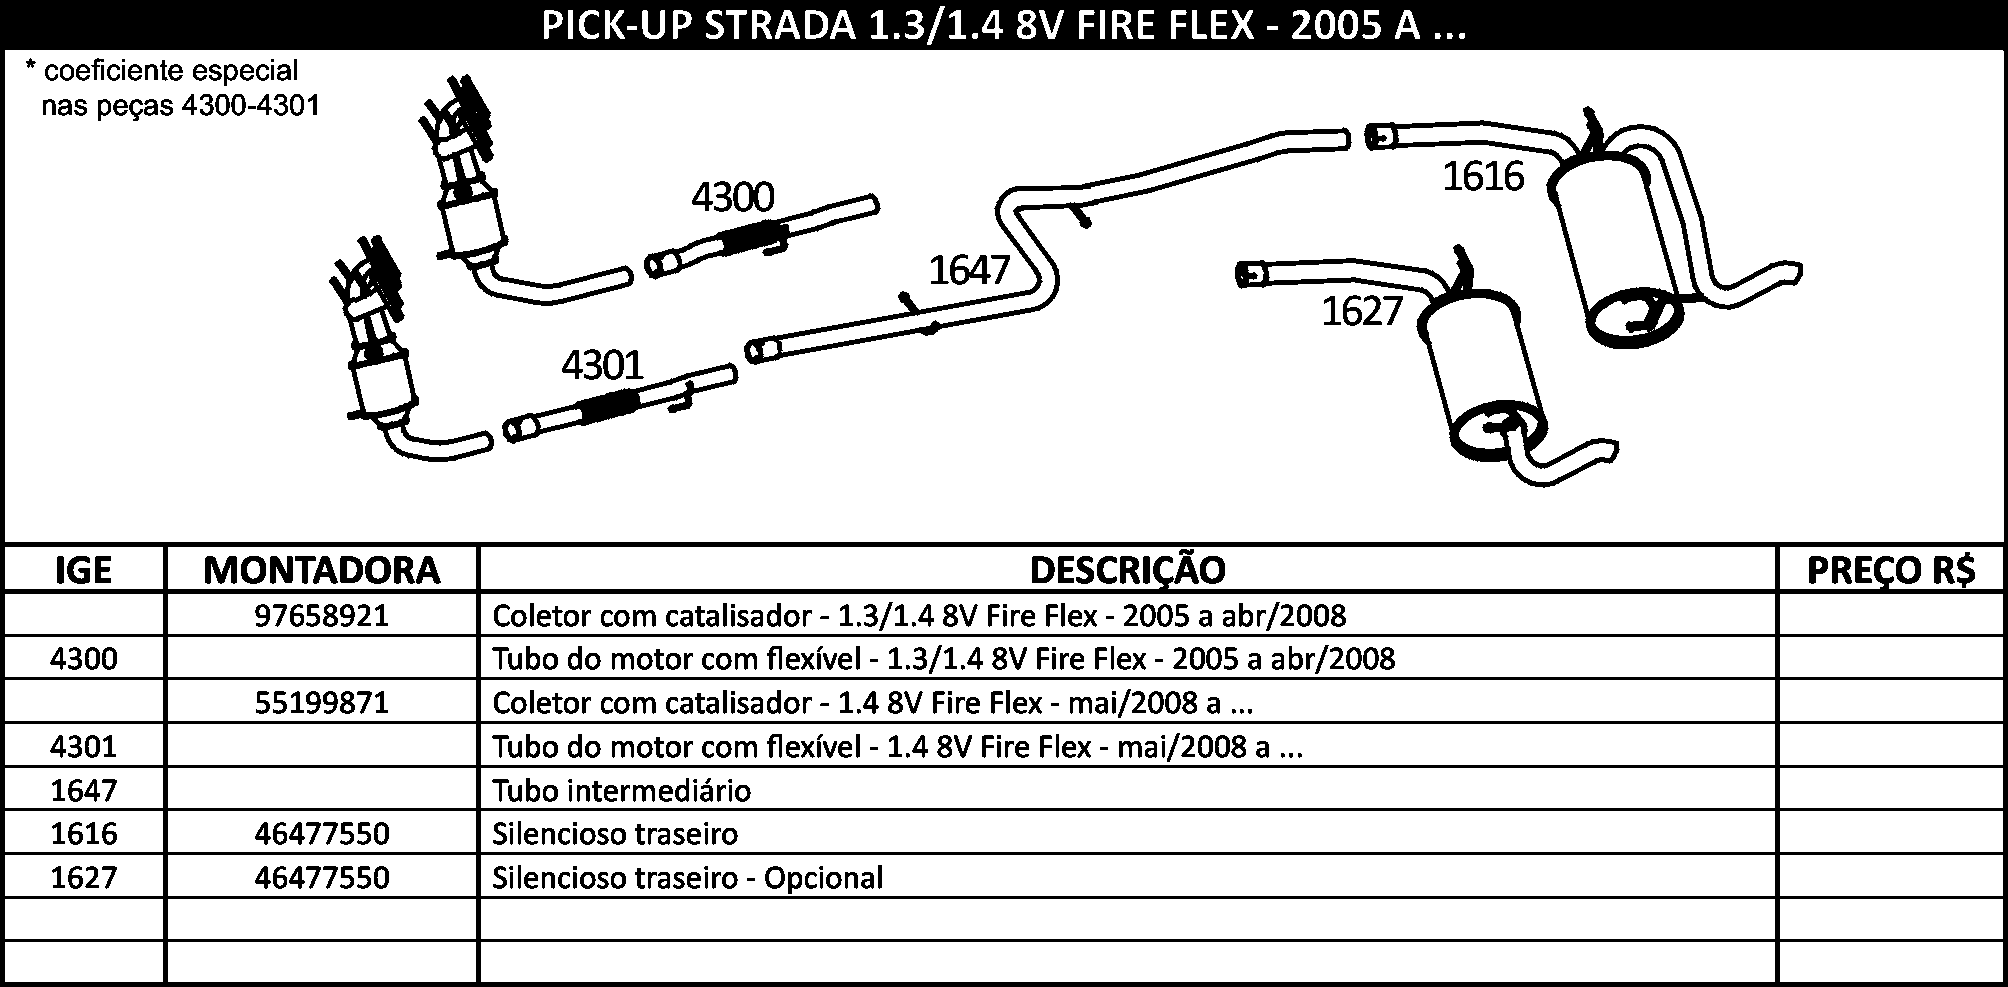 PICK-UP STRADA 1.3/1.4 8V FIRE FLEX - 2005 A ...
* coeficiente especial
nas peças 4300-4301
4300
1616
1647
1627
4301
IGE MONTADORA DESCRIÇÃO PREÇO R$
97658921 Coletor com catalisador - 1.3/1.4 8V Fire Flex - 2005 a abr/2008
4300 Tubo do motor com flexível - 1.3/1.4 8V Fire Flex - 2005 a abr/2008
55199871 Coletor com catalisador - 1.4 8V Fire Flex - mai/2008 a ...
4301 Tubo do motor com flexível - 1.4 8V Fire Flex - mai/2008 a ...
1647 Tubo intermediário
1616 46477550 Silencioso traseiro
1627 46477550 Silencioso traseiro - Opcional